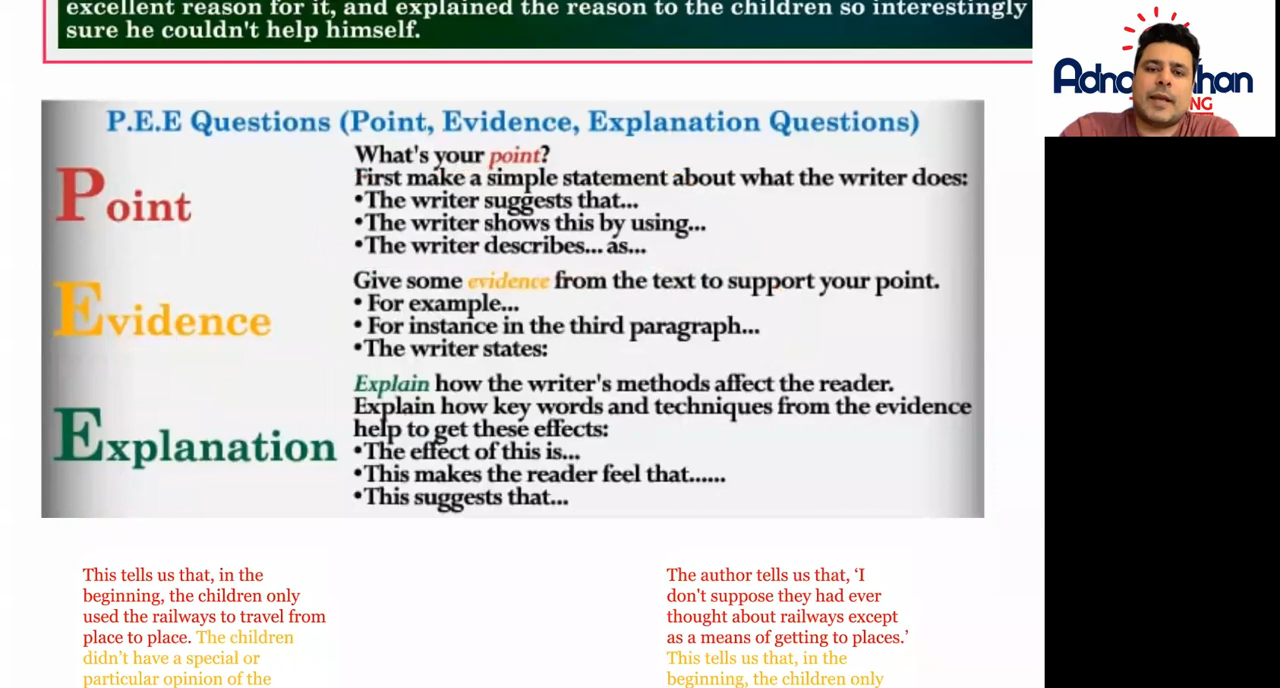 excellent reason for it, and explained the reason to the children so interestingly
sure he couldn't help himself.
P.E.E Questions (Point, Evidence, Explanation Questions)
Point
What's your point?
First make a simple statement about what the writer does:
•The writer suggests that...
•The writer shows this by using...
•The writer describes... as...
Evidence
Give some evidence from the text to support your point.
• For example...
• For instance in the third paragraph...
•The writer states:
Explanation
Explain how the writer's methods affect the reader.
Explain how key words and techniques from the evidence
help to get these effects:
•The effect of this is...
•This makes the reader feel that......
•This suggests that...
This tells us that, in the
beginning, the children only
used the railways to travel from
place to place. The children
didn't have a special or
particular opinion of the
The author tells us that, 'I
don't suppose they had ever
thought about railways except
as a means of getting to places.'
This tells us that, in the
beginning, the children only